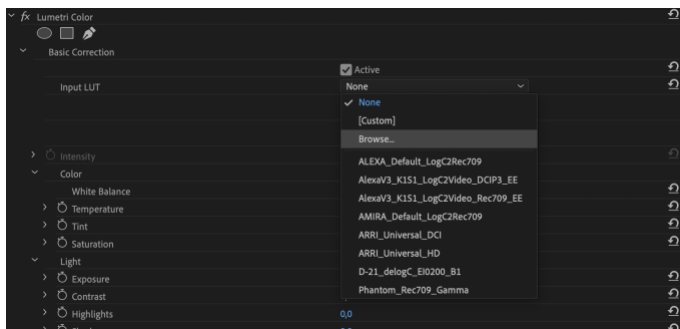 fx Lumetri Color
Basic Correction
Active
Input LUT
None
None
[Custom]
Browse...
Intensity
ALEXA_Default_LogC2Rec709
Color
AlexaV3_K1S1_LogC2Video_DCIP3_EE
White Balance
AlexaV3_K1S1_LogC2Video_Rec709_EE
Temperature
AMIRA_Default_LogC2Rec709
Tint
ARRI_Universal_DCI
Saturation
ARRI_Universal_HD
Light
D-21_delogC_EI0200_B1
Exposure
Phantom_Rec709_Gamma
Contrast
Highlights
0,0